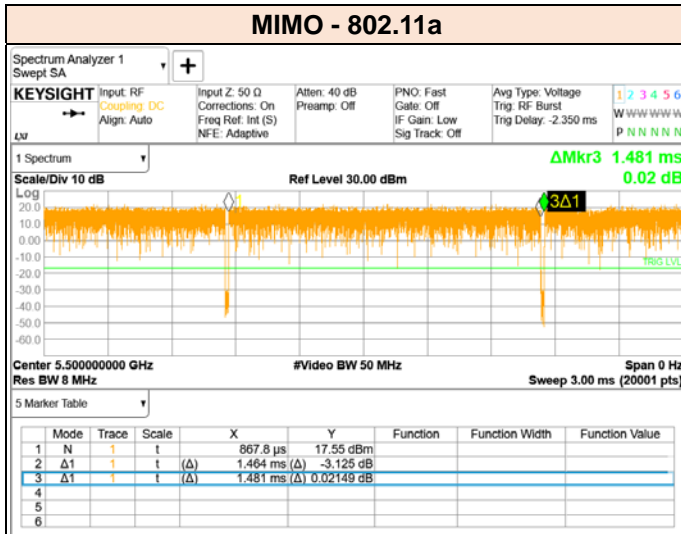 MIMO - 802.11a
Spectrum Analyzer 1
Swept SA
+
KEYSIGHT Input: RF Input Z: 50 Ω Atten: 40 dB PNO: Fast Avg Type: Voltage 1 2 3 4 5 6
Coupling: DC Corrections: On Preamp: Off Gate: Off Trig: RF Burst W W W W W W
Align: Auto Freq Ref: Int (S) IF Gain: Low Trig Delay: -2.350 ms
LXI NFE: Adaptive Sig Track: Off P N N N N N
1 Spectrum ΔMkr3 1.481 ms
Scale/Div 10 dB Ref Level 30.00 dBm 0.02 dB
Log
1 3Δ1
20.0
10.0
0.00
-10.0
TRIG LVL
-20.0
-30.0
-40.0
-50.0
-60.0
Center 5.500000000 GHz #Video BW 50 MHz Span 0 Hz
Res BW 8 MHz Sweep 3.00 ms (20001 pts)
5 Marker Table
Mode Trace Scale X Y Function Function Width Function Value
1 N 1 t 867.8 µs 17.55 dBm
2 Δ1 1 t (Δ) 1.464 ms (Δ) -3.125 dB
3 Δ1 1 t (Δ) 1.481 ms (Δ) 0.02149 dB
4
5
6